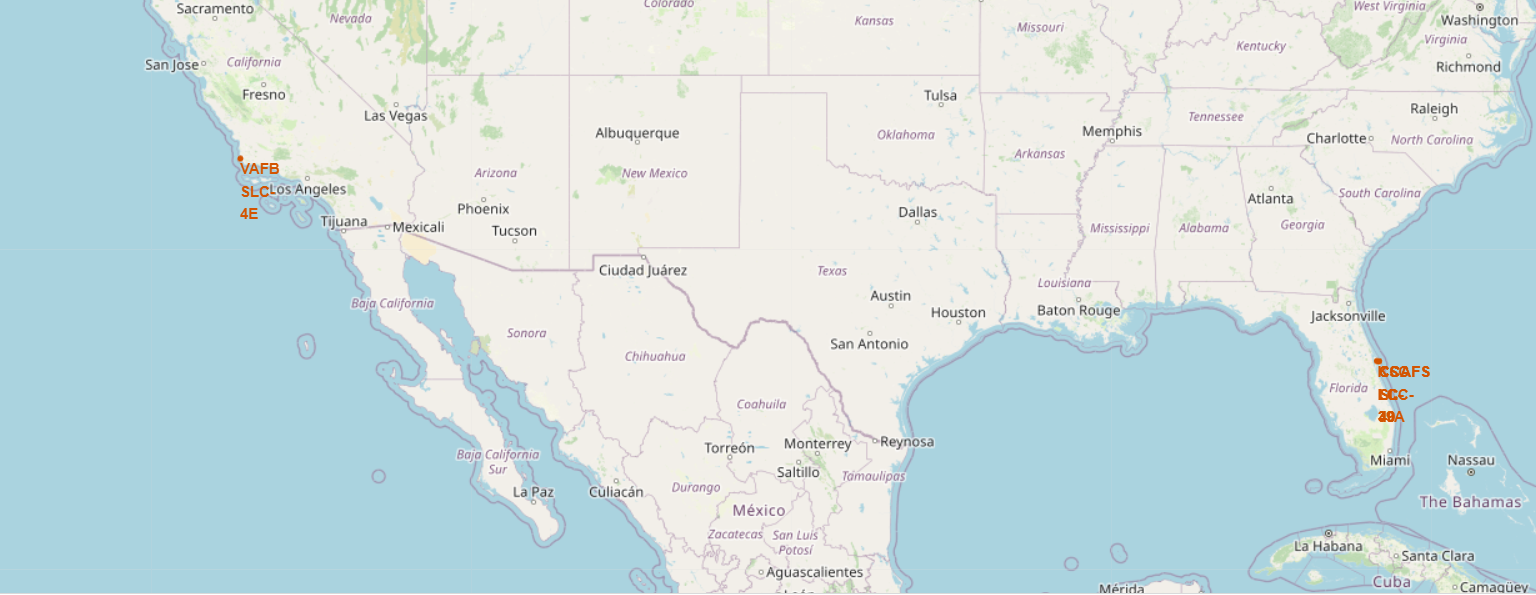 Sacramento
Nevada
Colorado
Kansas
Missouri
West Virginia
Washington
San Jose
California
Kentucky
Virginia
Richmond
Fresno
Las Vegas
Tulsa
Raleigh
Albuquerque
Oklahoma
Memphis
Tennessee
Charlotte
North Carolina
VAFB
SLC-
4E
Los Angeles
Arizona
New Mexico
Arkansas
South Carolina
Phoenix
Dallas
Atlanta
Tijuana
Mexicali
Tucson
Mississippi
Alabama
Georgia
Ciudad Juárez
Texas
Louisiana
Baja California
Austin
Houston
Baton Rouge
Jacksonville
Sonora
Chihuahua
San Antonio
Florida
Coahuila
Torreón
Monterrey
Reynosa
Baja California
Sur
Saltillo
Tamaulipas
Miami
Nassau
La Paz
Culiacán
Durango
México
The Bahamas
Zacatecas
San Luis
Potosí
La Habana
Santa Clara
Aguascalientes
Cuba
Mérida
Camagüey